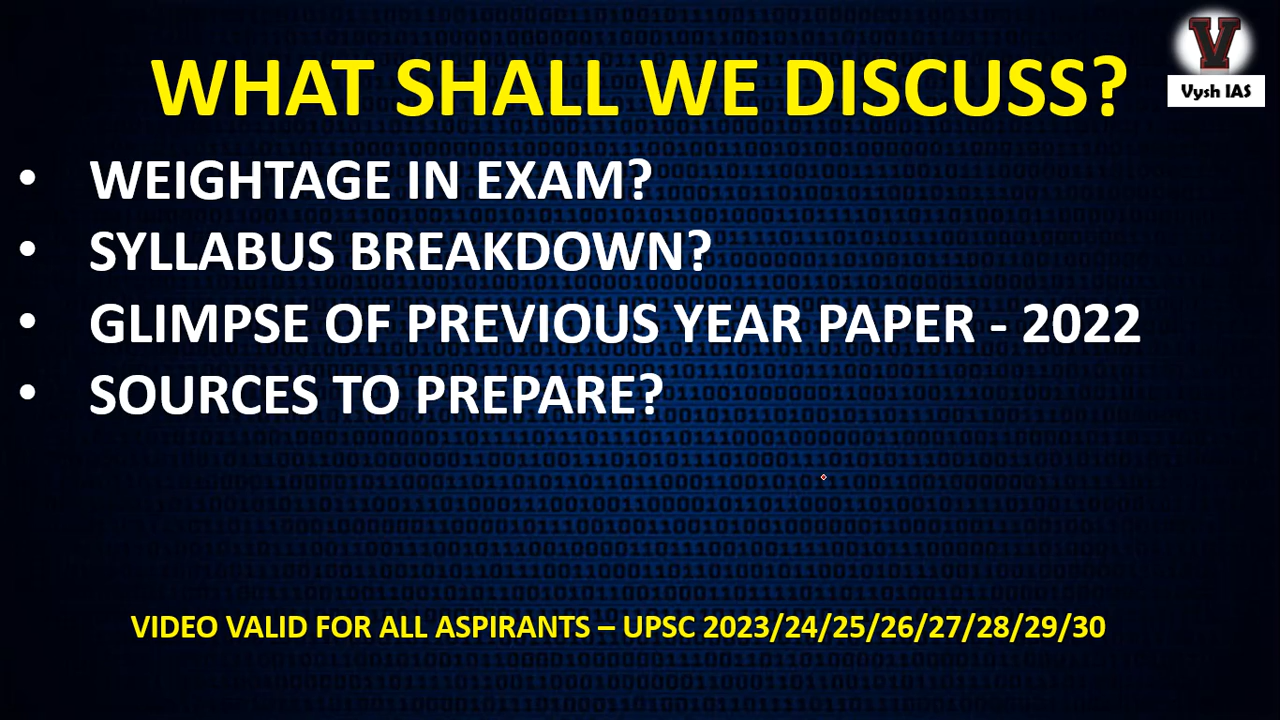 WHAT SHALL WE DISCUSS?
V
Vysh IAS
• WEIGHTAGE IN EXAM?
• SYLLABUS BREAKDOWN?
• GLIMPSE OF PREVIOUS YEAR PAPER - 2022
• SOURCES TO PREPARE?
VIDEO VALID FOR ALL ASPIRANTS – UPSC 2023/24/25/26/27/28/29/30